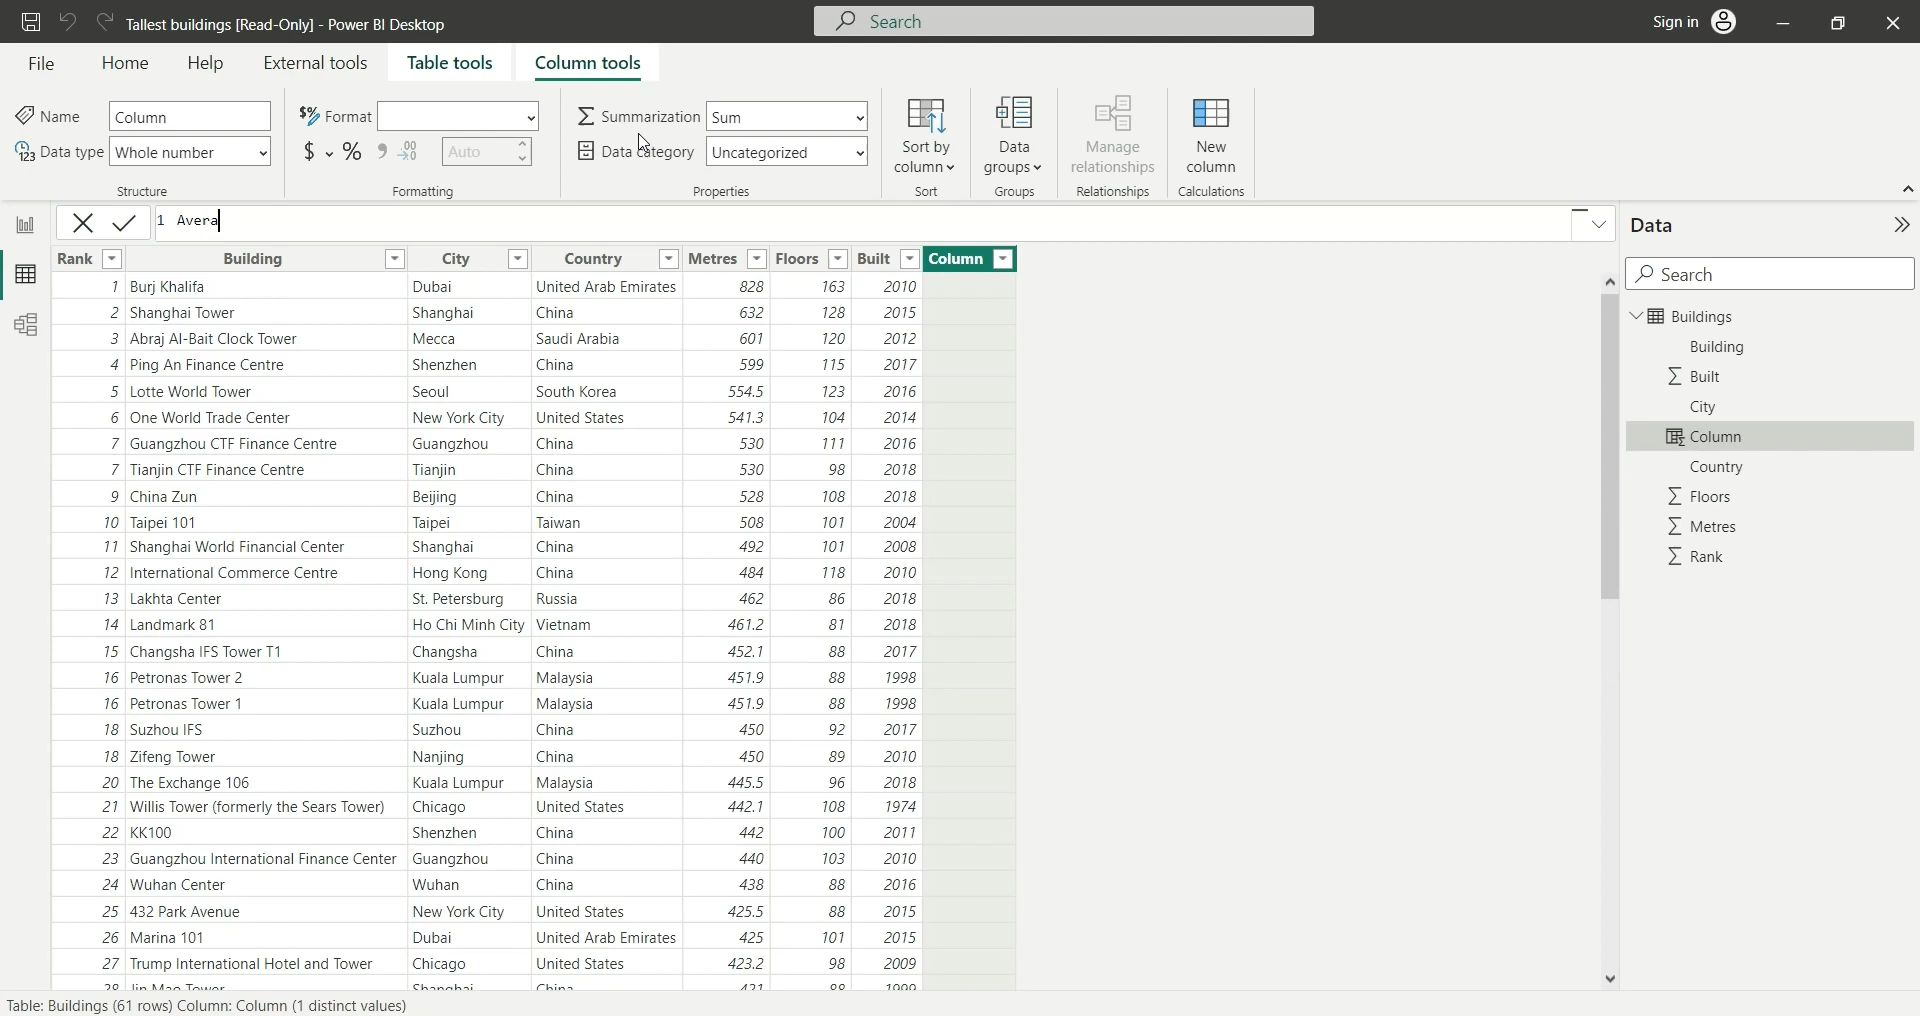 Tallest buildings [Read-Only] - Power BI Desktop Search Sign in
File Home Help External tools Table tools Column tools
Name Column $% Format Summarization Sum
Data type Whole number $ % Auto Data category Uncategorized
Sort by column
Data groups
Manage relationships
New column
Structure Formatting Properties Sort Groups Relationships Calculations
1 Avera
Rank Building City Country Metres Floors Built Column
1 Burj Khalifa Dubai United Arab Emirates 828 163 2010
2 Shanghai Tower Shanghai China 632 128 2015
3 Abraj Al-Bait Clock Tower Mecca Saudi Arabia 601 120 2012
4 Ping An Finance Centre Shenzhen China 599 115 2017
5 Lotte World Tower Seoul South Korea 554.5 123 2016
6 One World Trade Center New York City United States 541.3 104 2014
7 Guangzhou CTF Finance Centre Guangzhou China 530 111 2016
7 Tianjin CTF Finance Centre Tianjin China 530 98 2018
9 China Zun Beijing China 528 108 2018
10 Taipei 101 Taipei Taiwan 508 101 2004
11 Shanghai World Financial Center Shanghai China 492 101 2008
12 International Commerce Centre Hong Kong China 484 118 2010
13 Lakhta Center St. Petersburg Russia 462 86 2018
14 Landmark 81 Ho Chi Minh City Vietnam 461.2 81 2018
15 Changsha IFS Tower T1 Changsha China 452.1 88 2017
16 Petronas Tower 2 Kuala Lumpur Malaysia 451.9 88 1998
16 Petronas Tower 1 Kuala Lumpur Malaysia 451.9 88 1998
18 Suzhou IFS Suzhou China 450 92 2017
18 Zifeng Tower Nanjing China 450 89 2010
20 The Exchange 106 Kuala Lumpur Malaysia 445.5 96 2018
21 Willis Tower (formerly the Sears Tower) Chicago United States 442.1 108 1974
22 KK100 Shenzhen China 442 100 2011
23 Guangzhou International Finance Center Guangzhou China 440 103 2010
24 Wuhan Center Wuhan China 438 88 2016
25 432 Park Avenue New York City United States 425.5 88 2015
26 Marina 101 Dubai United Arab Emirates 425 101 2015
27 Trump International Hotel and Tower Chicago United States 423.2 98 2009
28 Jin Mao Tower Shanghai China 421 88 1999
Data
Search
Buildings
Building
Built
City
Column
Country
Floors
Metres
Rank
Table: Buildings (61 rows) Column: Column (1 distinct values)